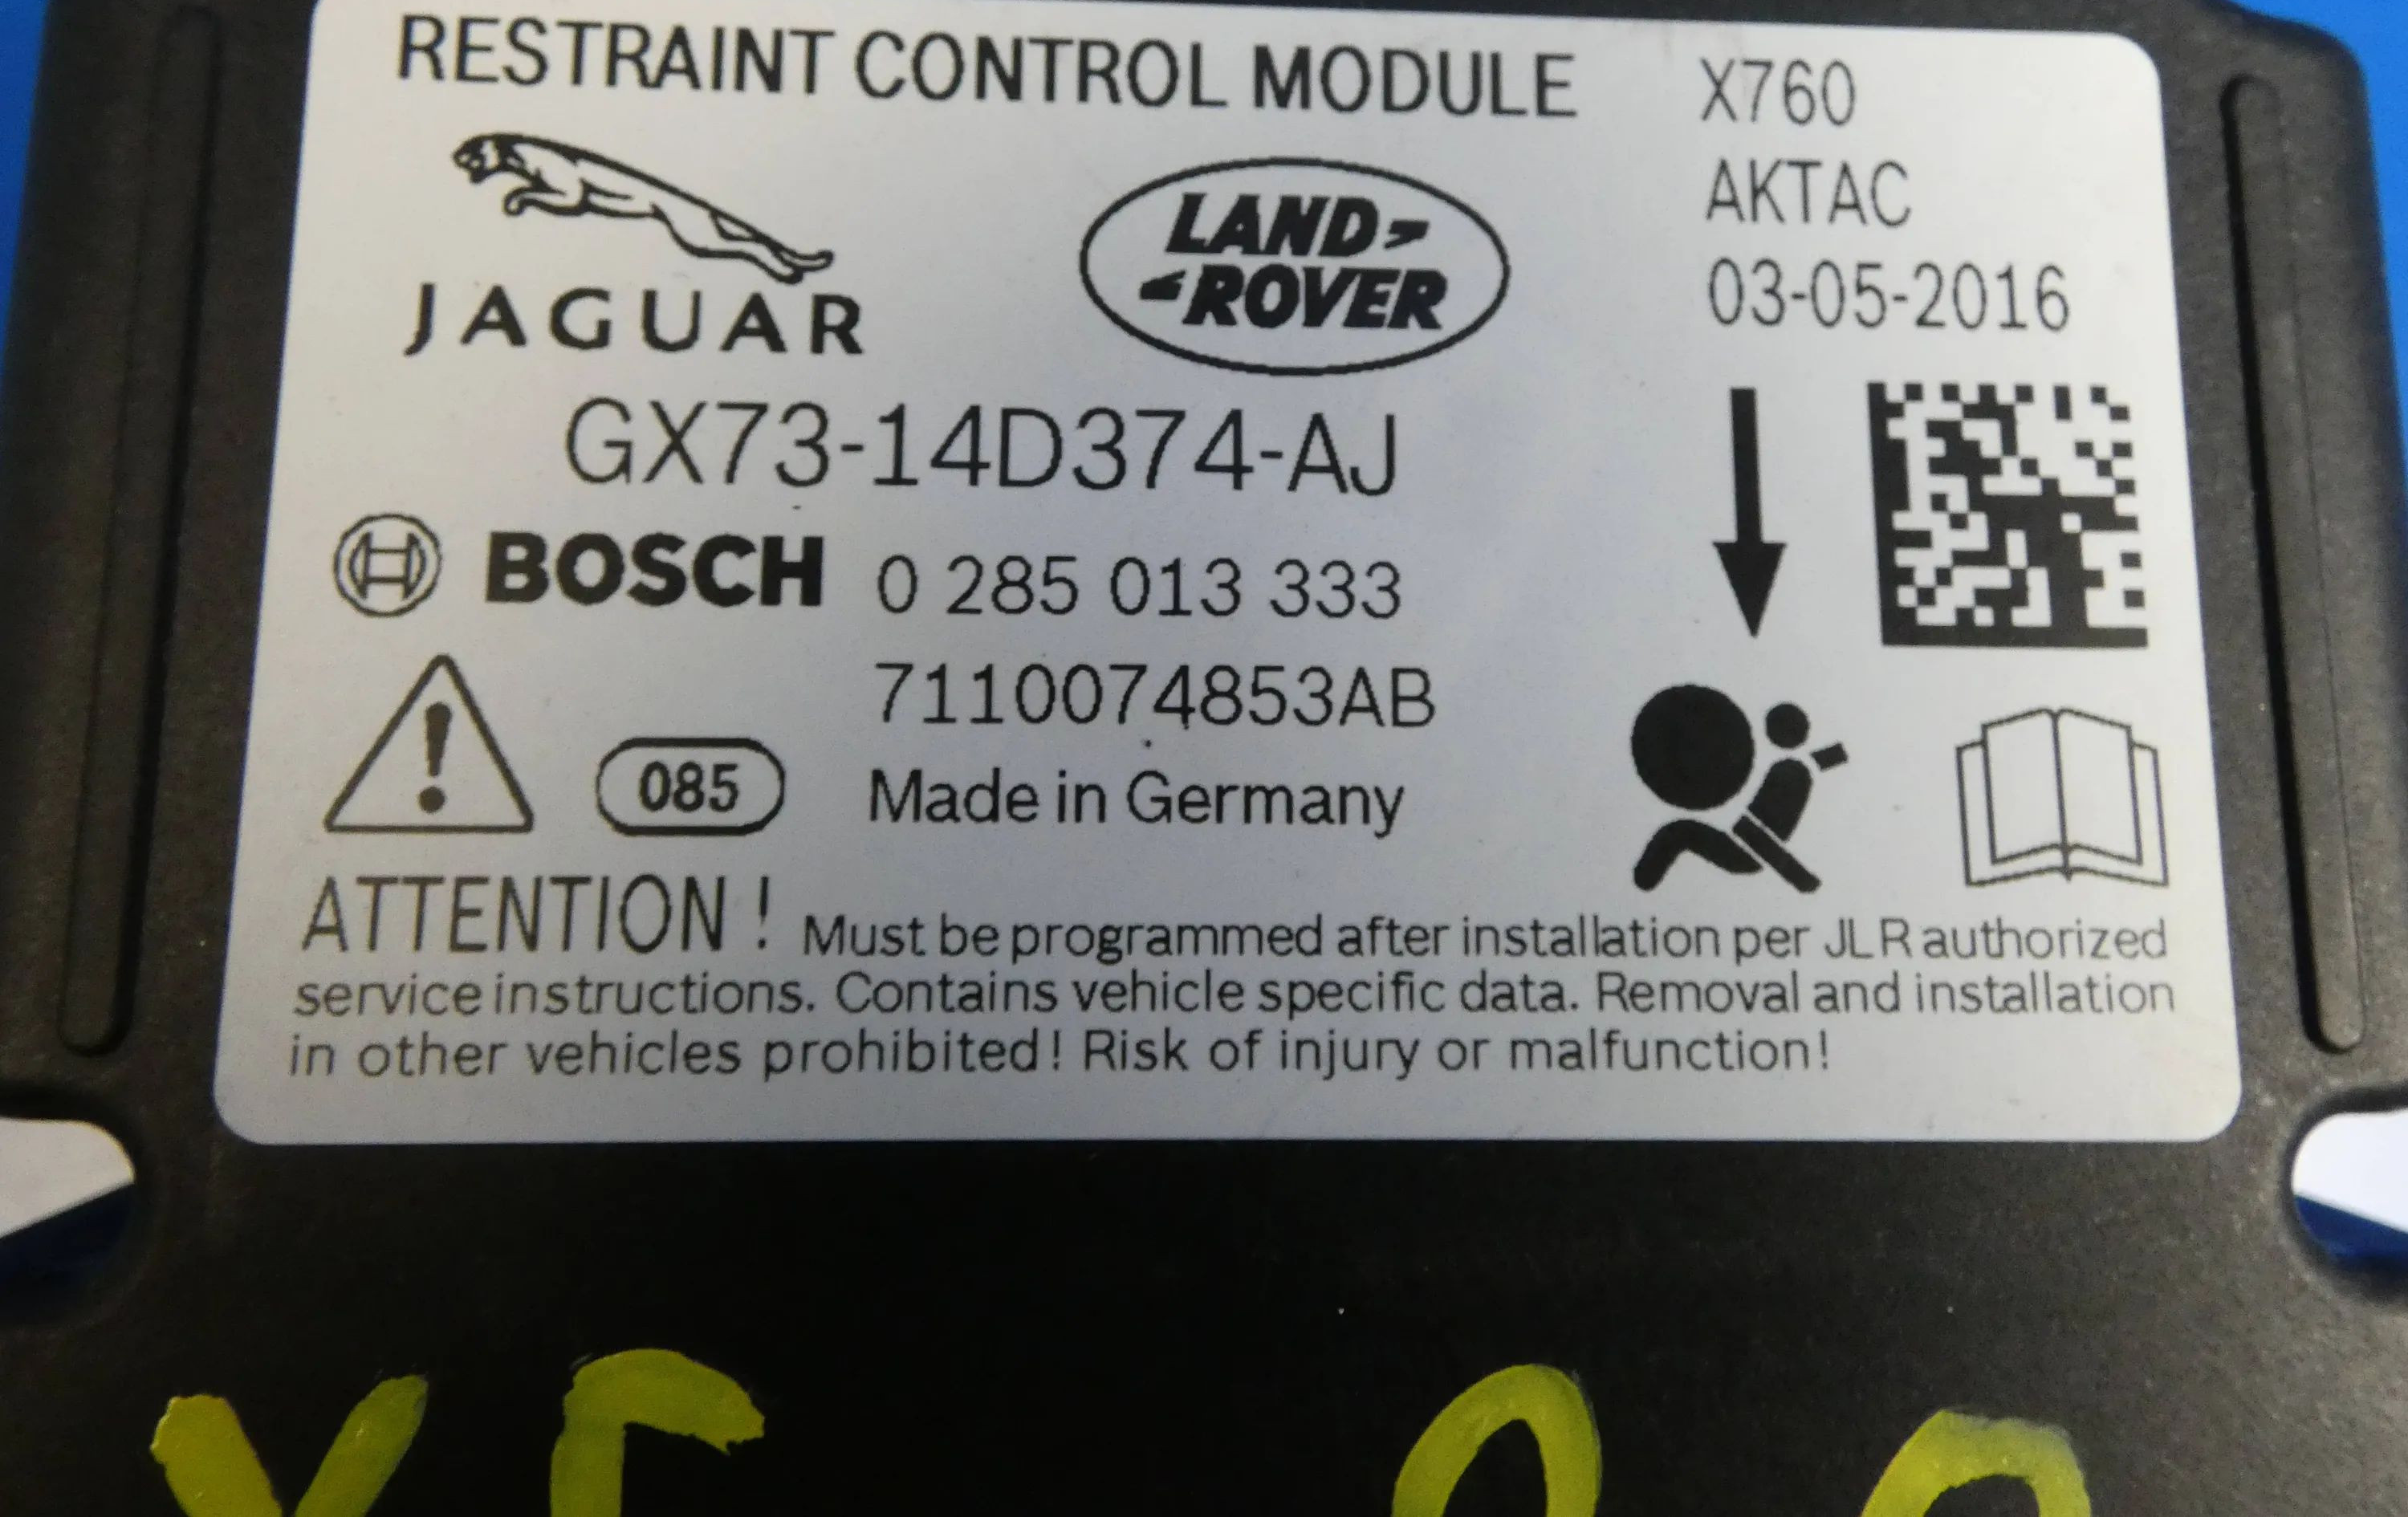 RESTRAINT CONTROL MODULE
X760
AKTAC
03-05-2016
JAGUAR
LAND
ROVER
GX73-14D374-AJ
BOSCH 0 285 013 333
7110074853AB
085
Made in Germany
ATTENTION! Must be programmed after installation per JLR authorized
service instructions. Contains vehicle specific data. Removal and installation
in other vehicles prohibited! Risk of injury or malfunction!